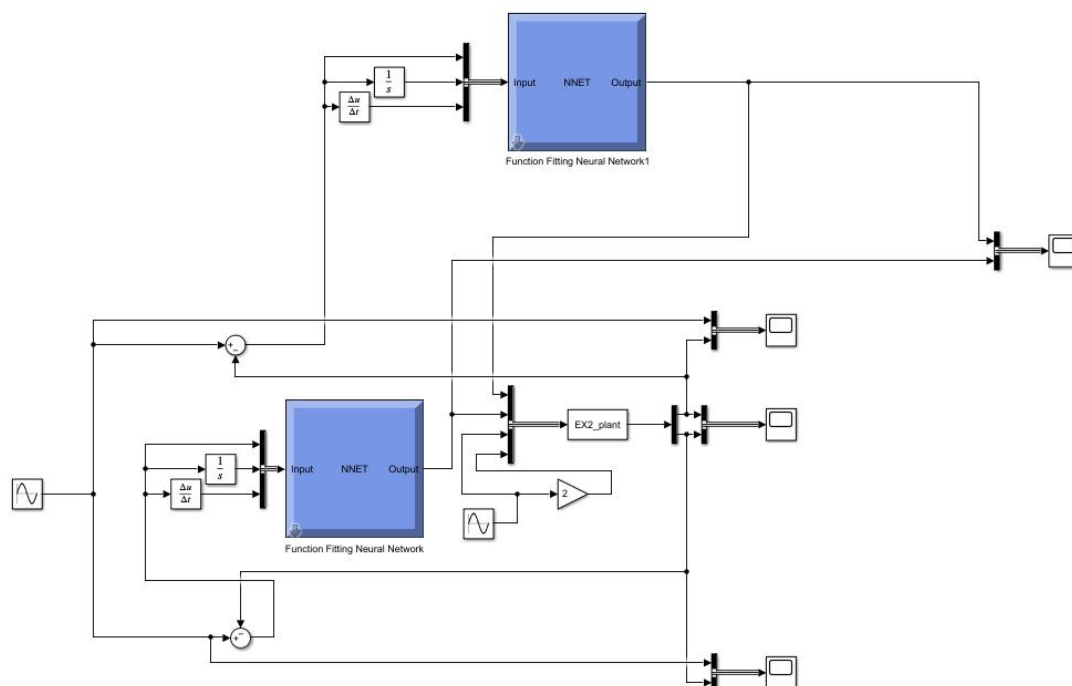 1
s
Δu
Δt
Input NNET Output
Function Fitting Neural Network1
+
−
EX2_plant
1
s
Δu
Δt
Input NNET Output
2
Function Fitting Neural Network
+
−